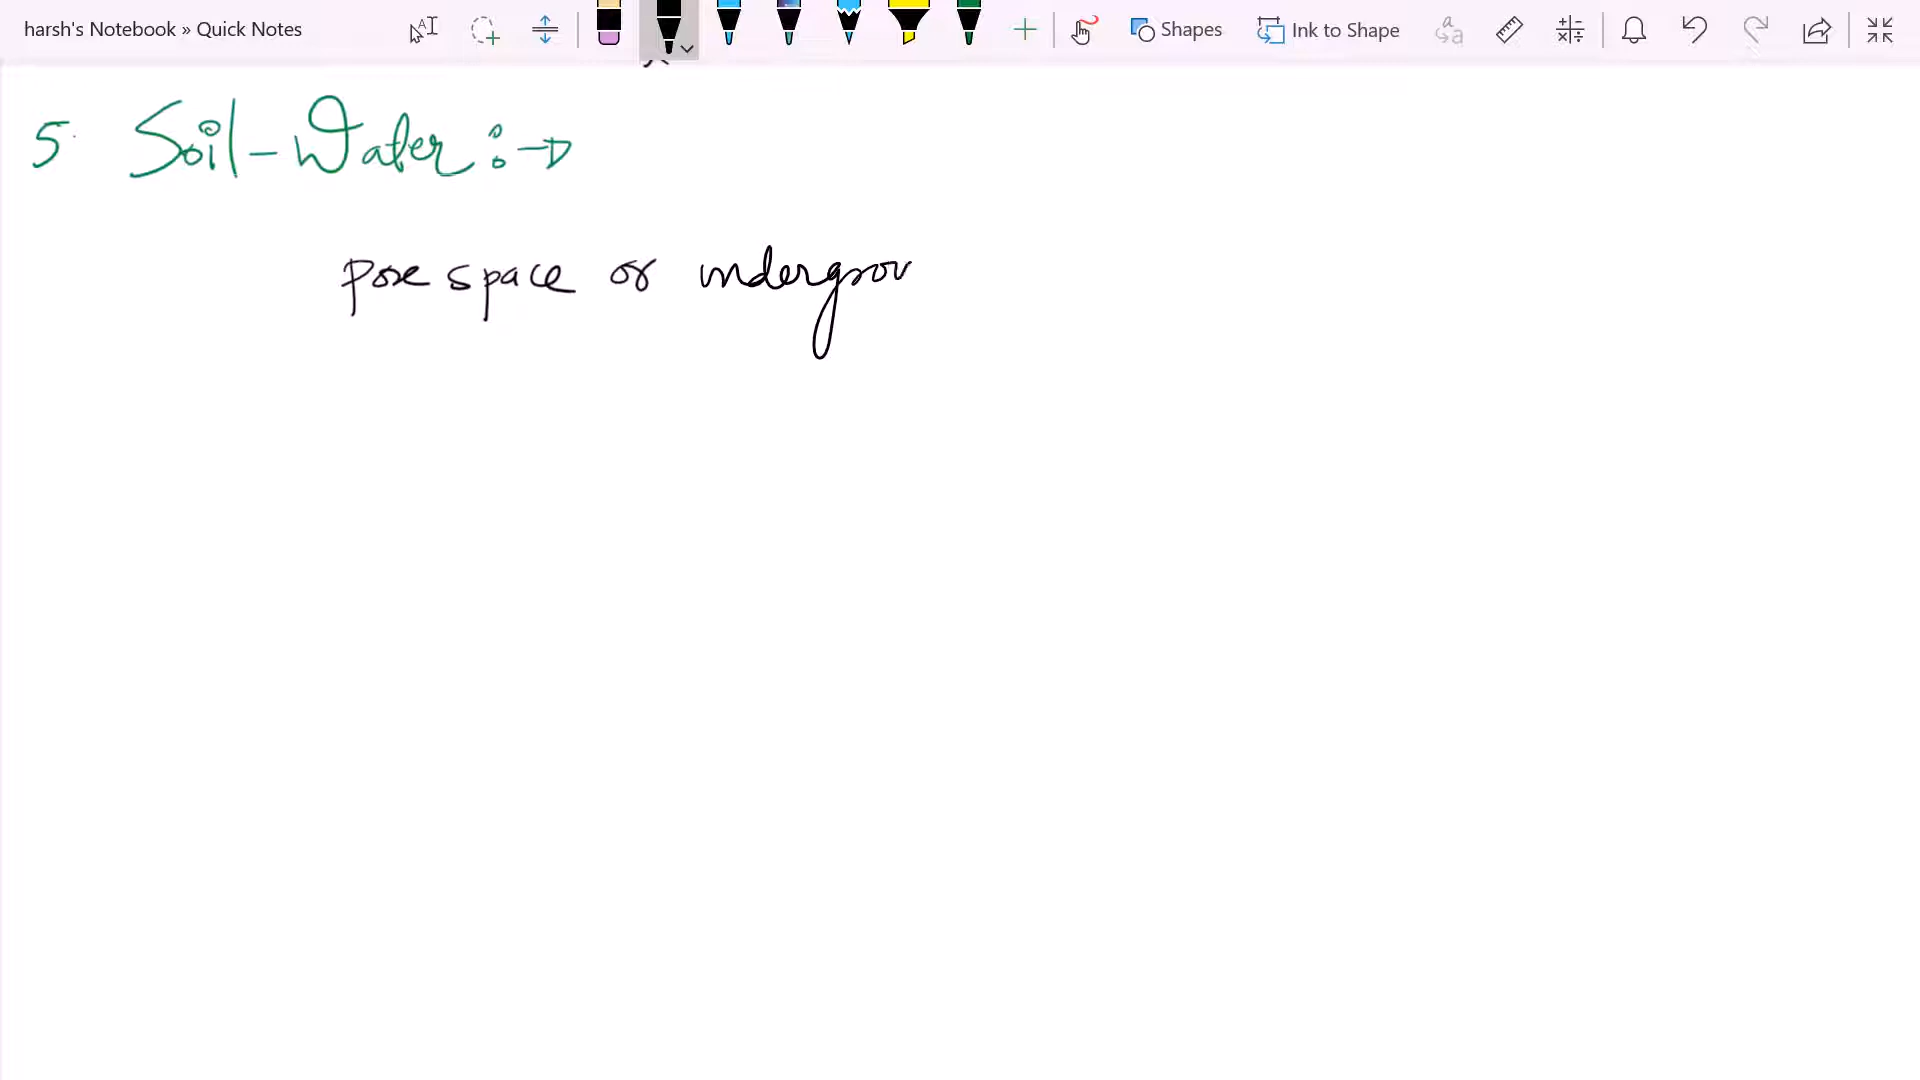 harsh's Notebook » Quick Notes Shapes Ink to Shape
5. Soil-Water :→
Pore space or undergrou